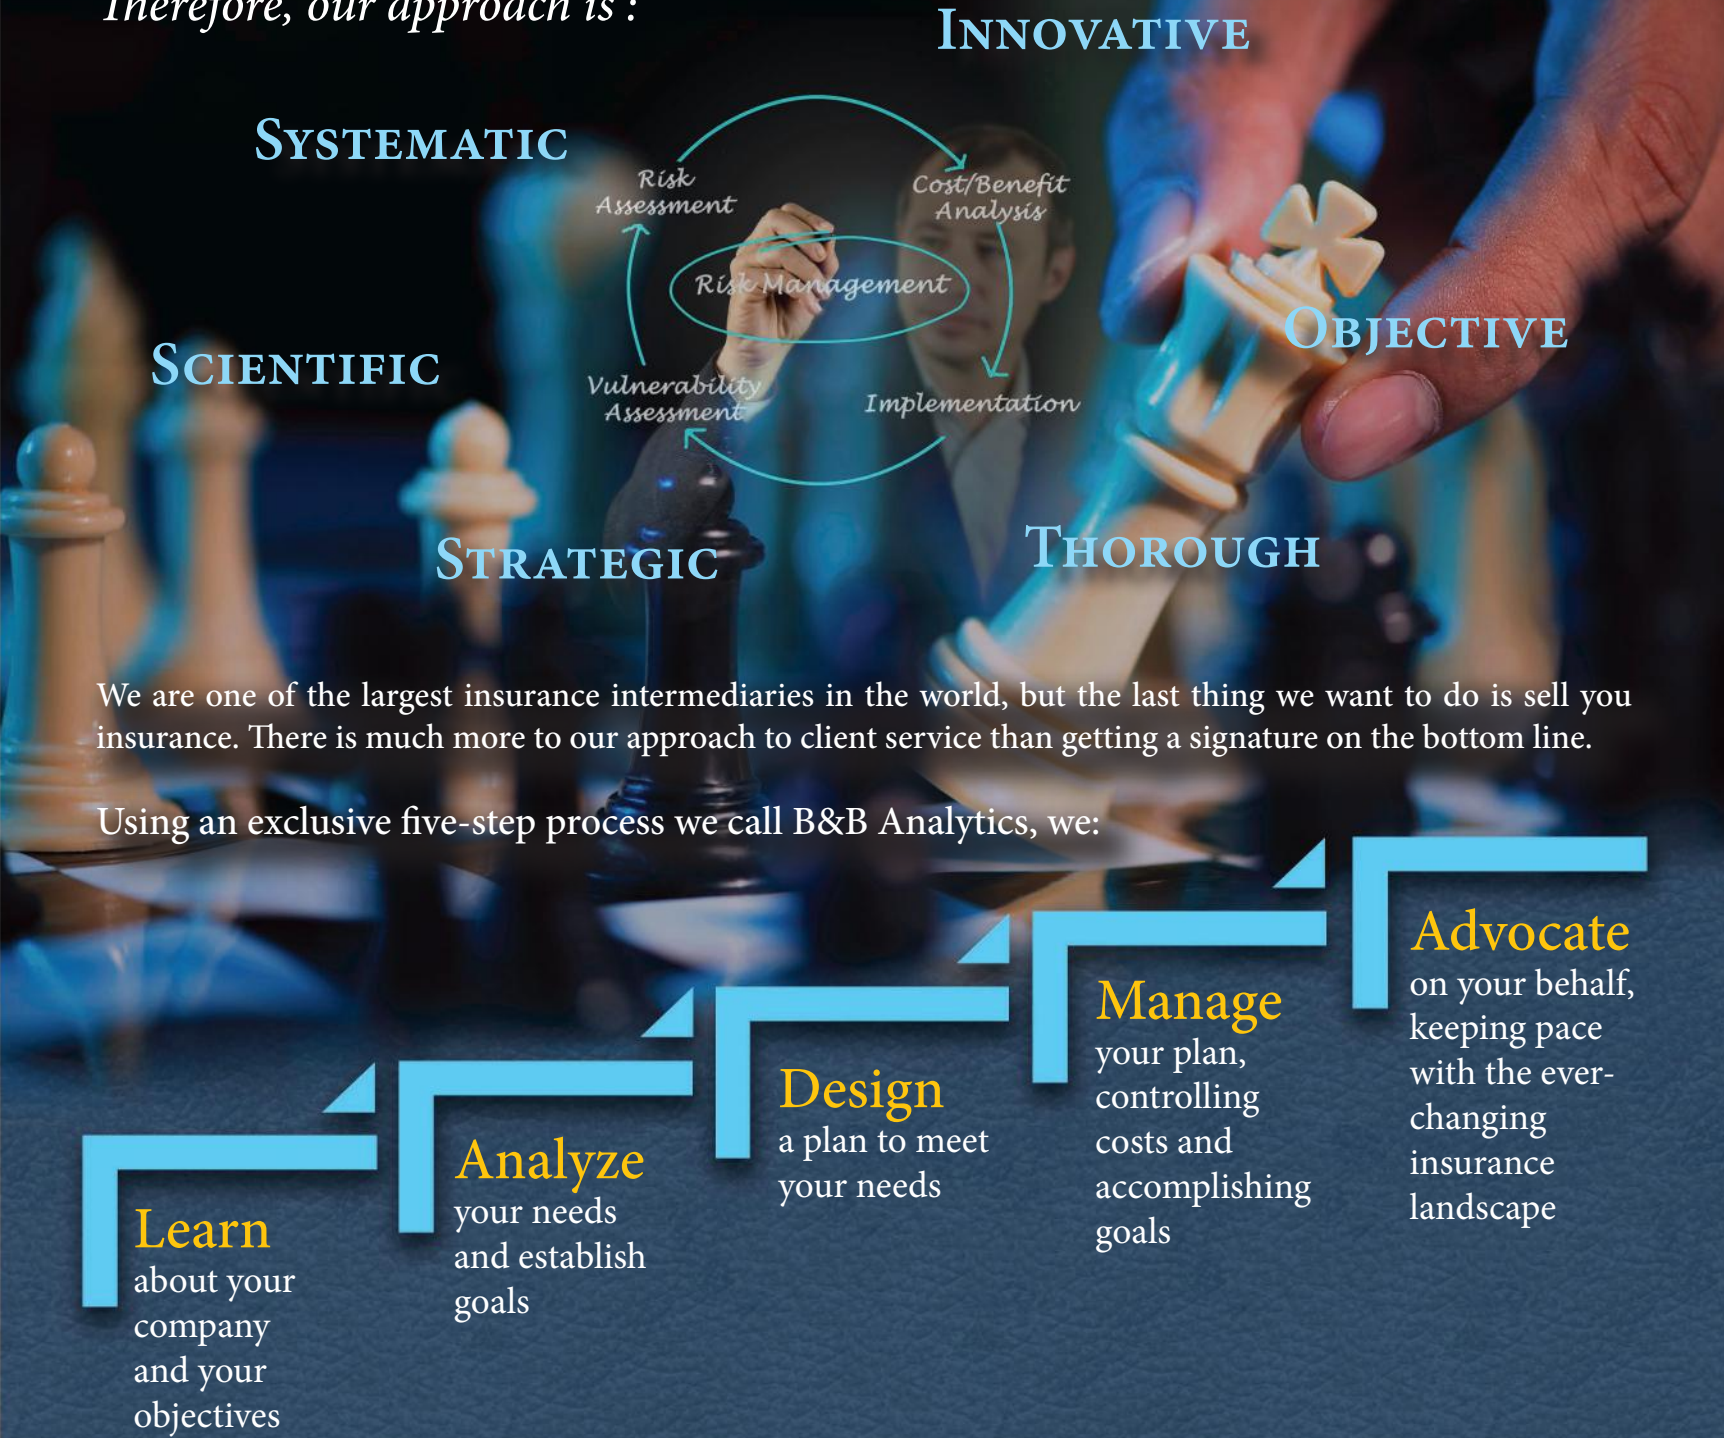 Therefore, our approach is :
Innovative
Systematic
Risk
Assessment
Cost/Benefit
Analysis
Risk Management
Objective
Scientific
Vulnerability
Assessment
Implementation
Strategic
Thorough
We are one of the largest insurance intermediaries in the world, but the last thing we want to do is sell you
insurance. There is much more to our approach to client service than getting a signature on the bottom line.
Using an exclusive five-step process we call B&B Analytics, we:
Learn
about your
company
and your
objectives
Analyze
your needs
and establish
goals
Design
a plan to meet
your needs
Manage
your plan,
controlling
costs and
accomplishing
goals
Advocate
on your behalf,
keeping pace
with the ever-
changing
insurance
landscape